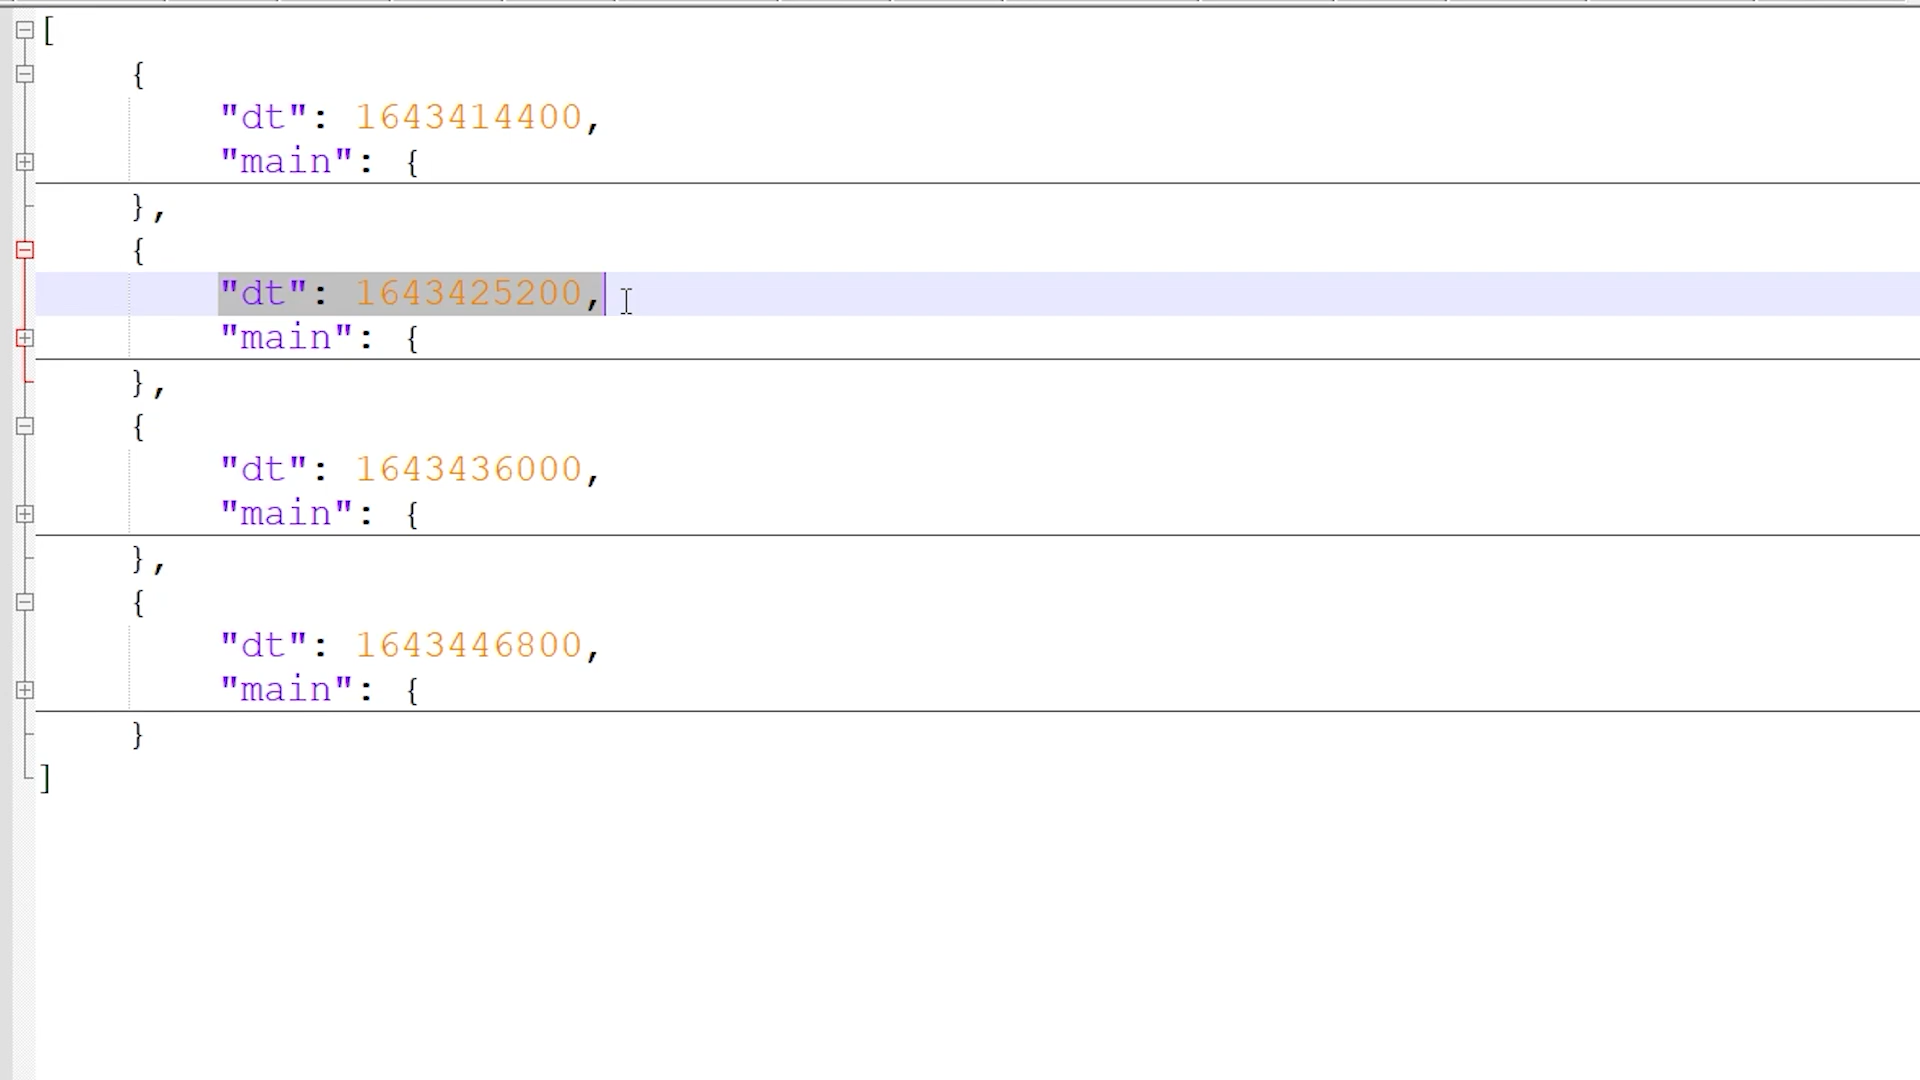 [
{
"dt": 1643414400,
"main": {
},
{
"dt": 1643425200,
"main": {
},
{
"dt": 1643436000,
"main": {
},
{
"dt": 1643446800,
"main": {
}
]